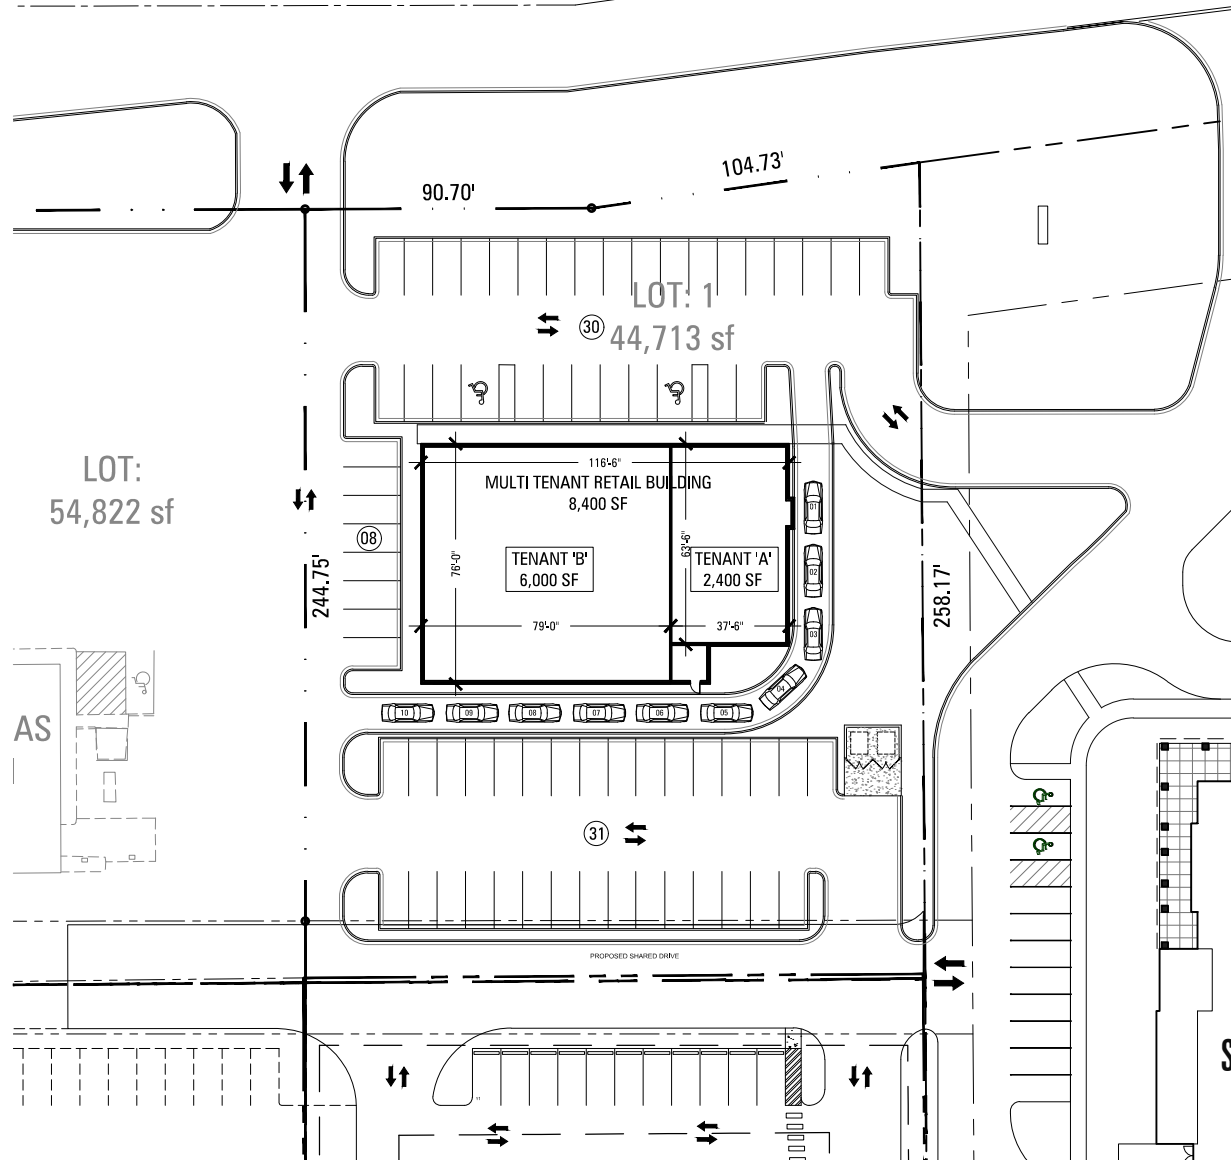 104.73'
90.70'
LOT: 1
30
44,713 sf
LOT:
54,822 sf
116'-6"
MULTI TENANT RETAIL BUILDING
8,400 SF
01
08
TENANT 'B'
6,000 SF
TENANT 'A'
2,400 SF
76'-0"
63'-6"
02
244.75'
258.17'
79'-0"
37'-6"
03
04
10
09
08
07
06
05
AS
31
PROPOSED SHARED DRIVE
S
11